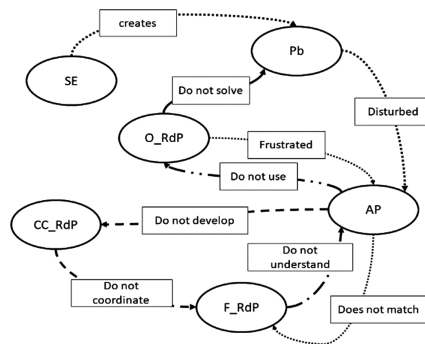 creates
Pb
SE
Do not solve
Disturbed
O_RdP
Frustrated
Do not use
AP
Do not develop
CC_RdP
Do not
understand
Do not
coordinate
F_RdP
Does not match